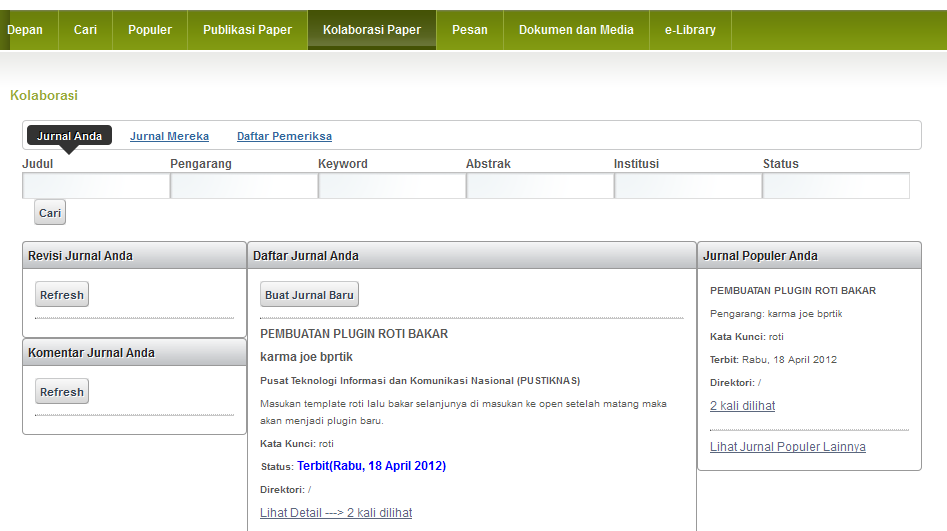 Depan Cari Populer Publikasi Paper Kolaborasi Paper Pesan Dokumen dan Media e-Library
Kolaborasi
Jurnal Anda Jurnal Mereka Daftar Pemeriksa
Judul Pengarang Keyword Abstrak Institusi Status
Cari
Revisi Jurnal Anda
Refresh
Komentar Jurnal Anda
Refresh
Daftar Jurnal Anda
Buat Jurnal Baru
PEMBUATAN PLUGIN ROTI BAKAR
karma joe bprtik
Pusat Teknologi Informasi dan Komunikasi Nasional (PUSTIKNAS)
Masukan template roti lalu bakar selanjunya di masukan ke open setelah matang maka
akan menjadi plugin baru.
Kata Kunci: roti
Status: Terbit(Rabu, 18 April 2012)
Direktori: /
Lihat Detail ---> 2 kali dilihat
Jurnal Populer Anda
PEMBUATAN PLUGIN ROTI BAKAR
Pengarang: karma joe bprtik
Kata Kunci: roti
Terbit: Rabu, 18 April 2012
Direktori: /
2 kali dilihat
Lihat Jurnal Populer Lainnya